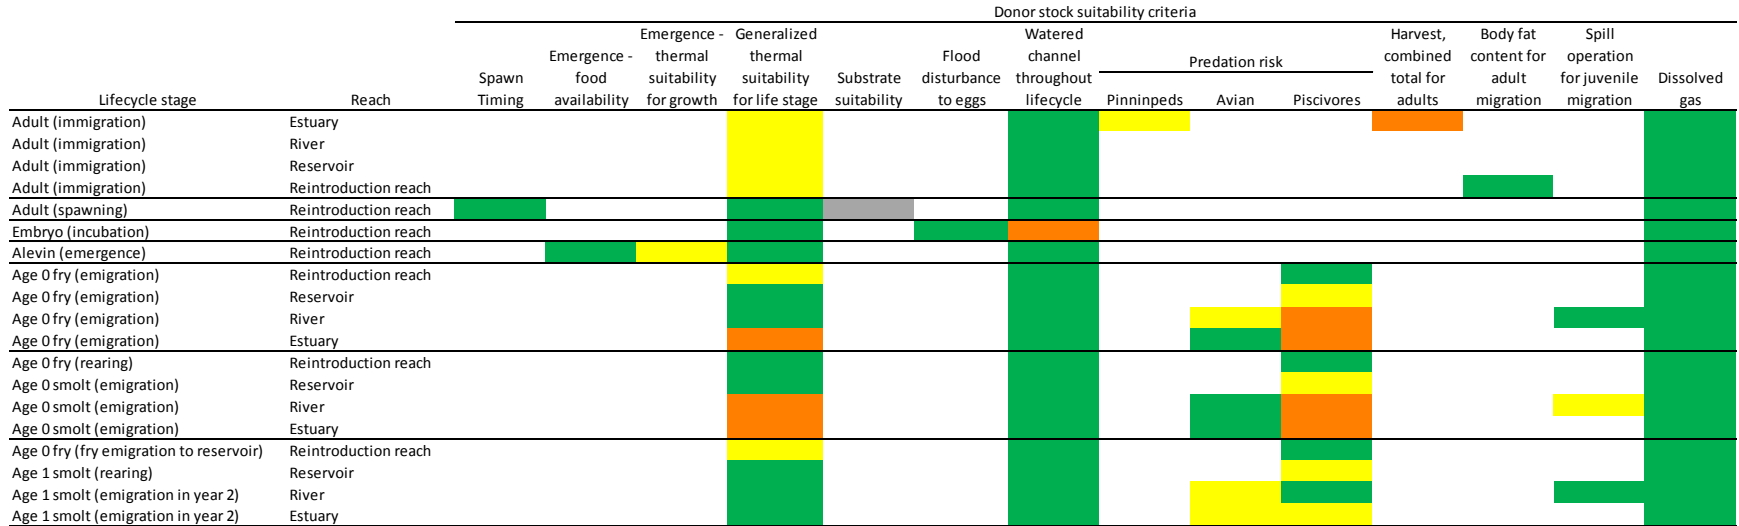 Donor stock suitability criteria
Emergence - Generalized Watered Harvest, Body fat Spill
Emergence - thermal thermal Flood channel Predation risk combined content for operation
Spawn food suitability suitability Substrate disturbance throughout total for adult for juvenile Dissolved
Lifecycle stage Reach Timing availability for growth for life stage suitability to eggs lifecycle Pinninpeds Avian Piscivores adults migration migration gas
Adult (immigration) Estuary
Adult (immigration) River
Adult (immigration) Reservoir
Adult (immigration) Reintroduction reach
Adult (spawning) Reintroduction reach
Embryo (incubation) Reintroduction reach
Alevin (emergence) Reintroduction reach
Age 0 fry (emigration) Reintroduction reach
Age 0 fry (emigration) Reservoir
Age 0 fry (emigration) River
Age 0 fry (emigration) Estuary
Age 0 fry (rearing) Reintroduction reach
Age 0 smolt (emigration) Reservoir
Age 0 smolt (emigration) River
Age 0 smolt (emigration) Estuary
Age 0 fry (fry emigration to reservoir) Reintroduction reach
Age 1 smolt (rearing) Reservoir
Age 1 smolt (emigration in year 2) River
Age 1 smolt (emigration in year 2) Estuary